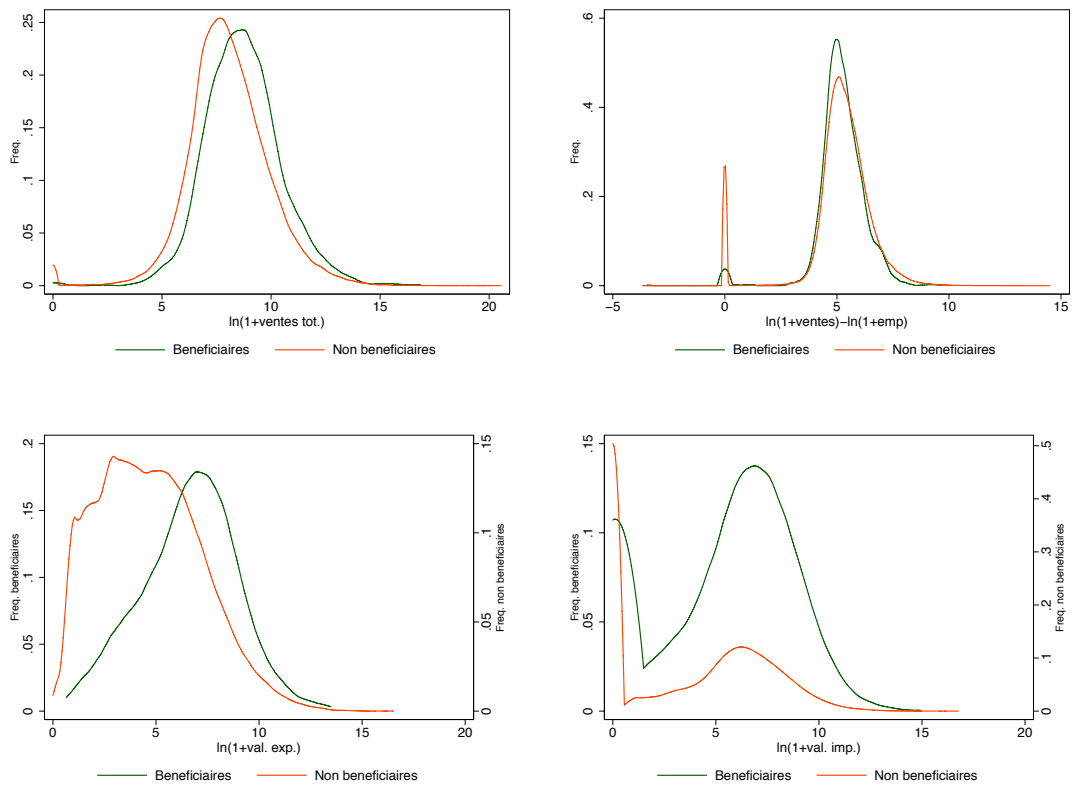 Freq.
.25
.2
.15
.1
.05
0
0 5 10 15 20
ln(1+ventes tot.)
Beneficiaires Non beneficiaires
Freq.
.6
.4
.2
0
−5 0 5 10 15
ln(1+ventes)−ln(1+emp)
Beneficiaires Non beneficiaires
Freq. beneficiaires
.2
.15
.1
.05
0
Freq. non beneficiaires
.15
.1
.05
0
0 5 10 15 20
ln(1+val. exp.)
Beneficiaires Non beneficiaires
Freq. beneficiaires
.15
.1
.05
0
Freq. non beneficiaires
.5
.4
.3
.2
.1
0
0 5 10 15 20
ln(1+val. imp.)
Beneficiaires Non beneficiaires